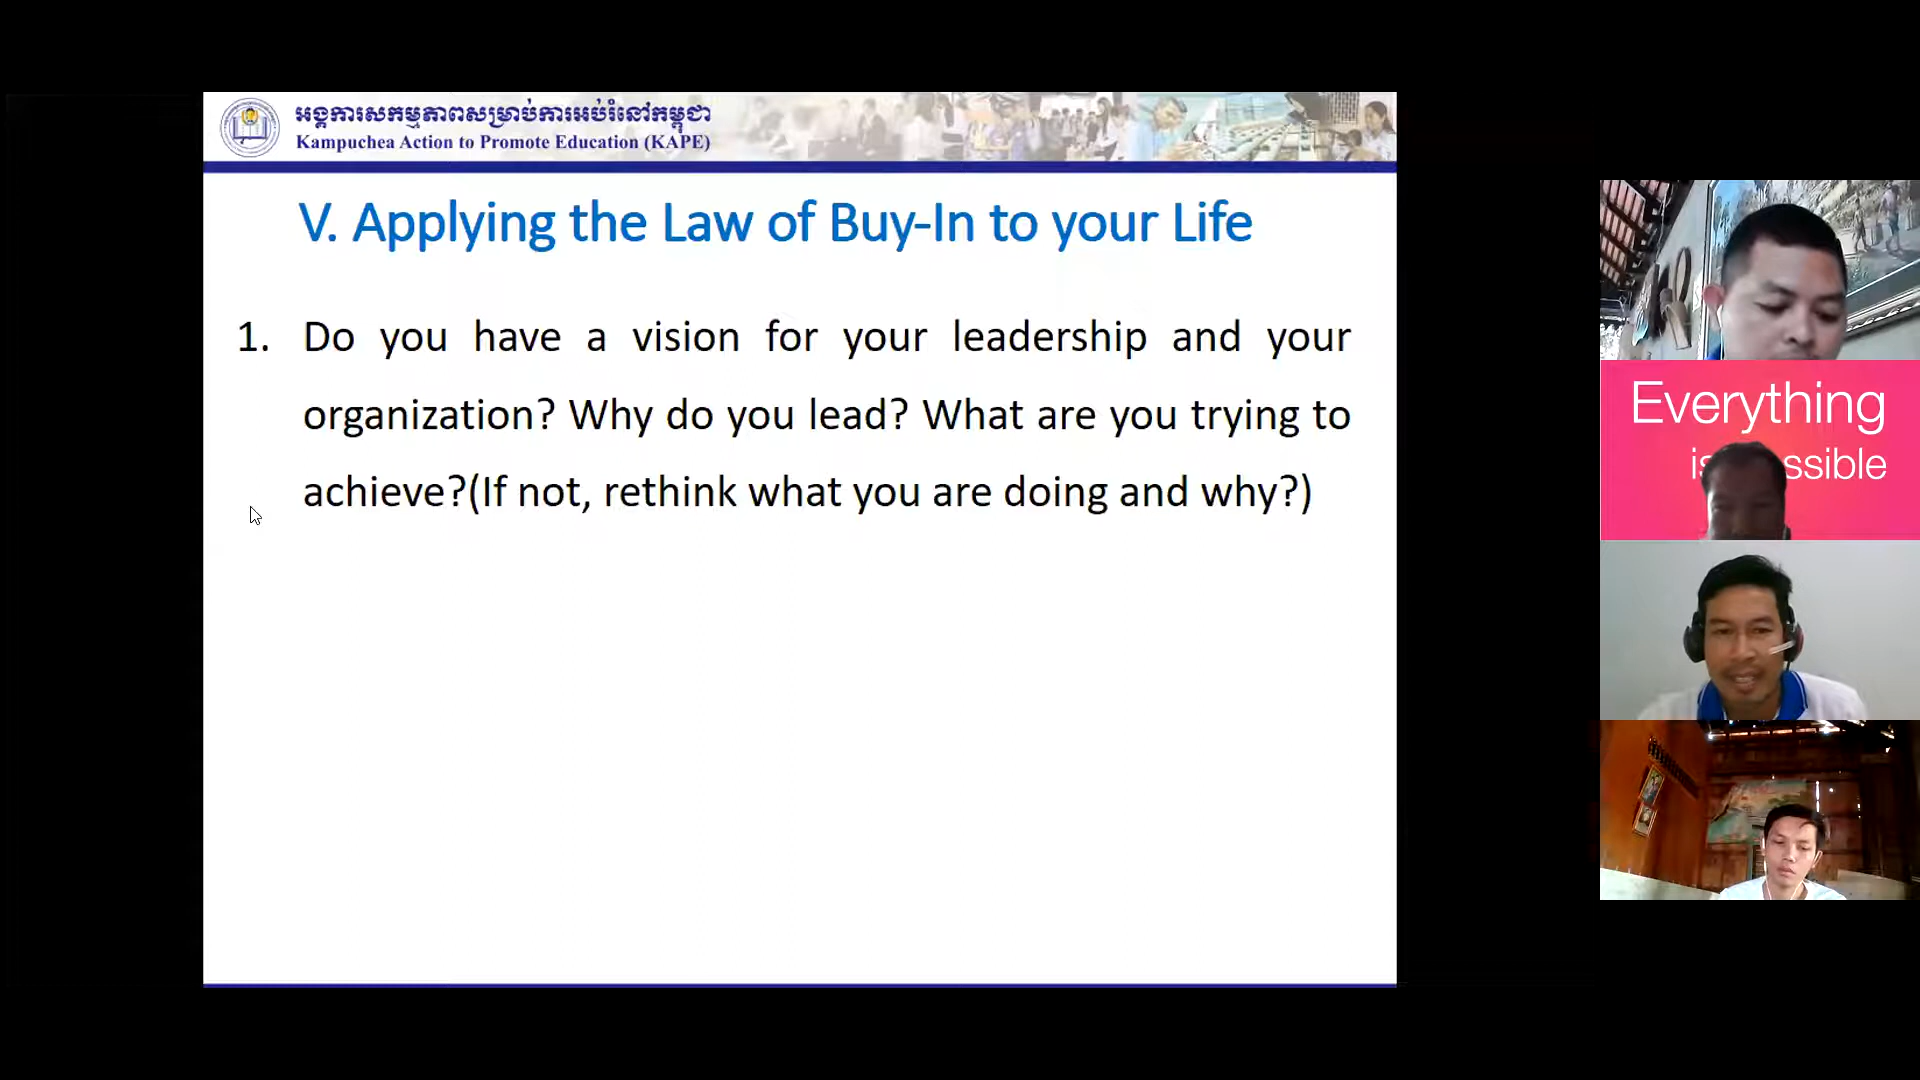 អង្គការសកម្មភាពសម្រាប់ការអប់រំនៅកម្ពុជា
Kampuchea Action to Promote Education (KAPE)
V. Applying the Law of Buy-In to your Life
1. Do you have a vision for your leadership and your
organization? Why do you lead? What are you trying to
achieve?(If not, rethink what you are doing and why?)
Everything